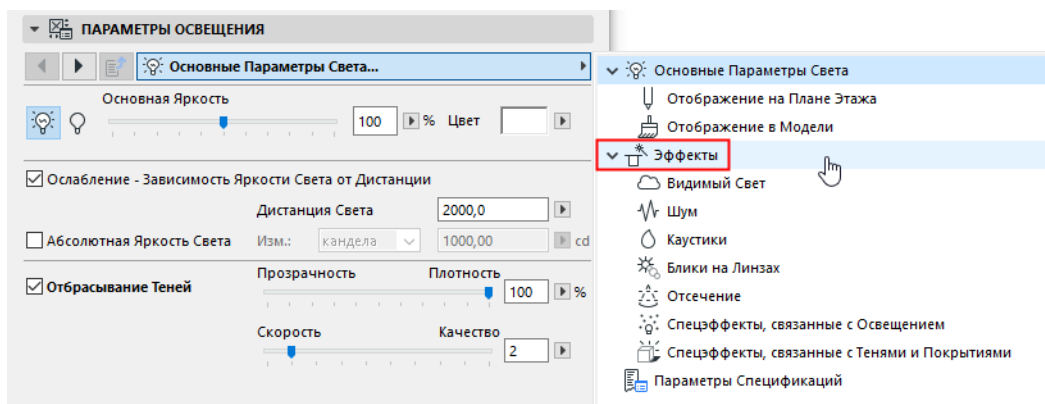 ПАРАМЕТРЫ ОСВЕЩЕНИЯ
Основные Параметры Света...
Основная Яркость
100 % Цвет
Ослабление - Зависимость Яркости Света от Дистанции
Дистанция Света 2000,0
Абсолютная Яркость Света Изм.: кандела 1000,00 cd
Прозрачность Плотность
Отбрасывание Теней 100 %
Скорость Качество
2
Основные Параметры Света
Отображение на Плане Этажа
Отображение в Модели
Эффекты
Видимый Свет
Шум
Каустики
Блики на Линзах
Отсечение
Спецэффекты, связанные с Освещением
Спецэффекты, связанные с Тенями и Покрытиями
Параметры Спецификаций